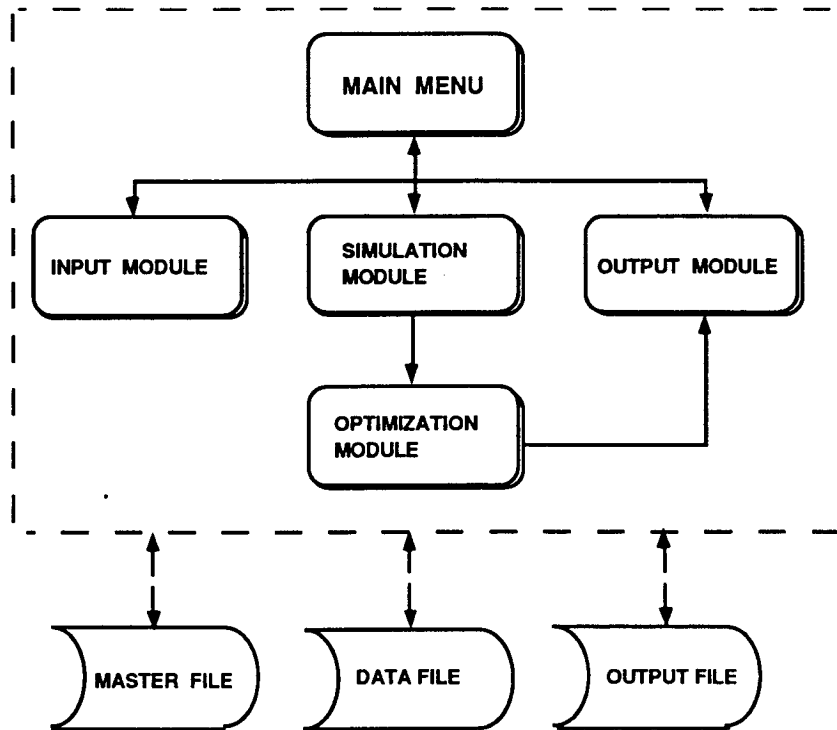 MAIN MENU
INPUT MODULE
SIMULATION
MODULE
OUTPUT MODULE
OPTIMIZATION
MODULE
MASTER FILE
DATA FILE
OUTPUT FILE